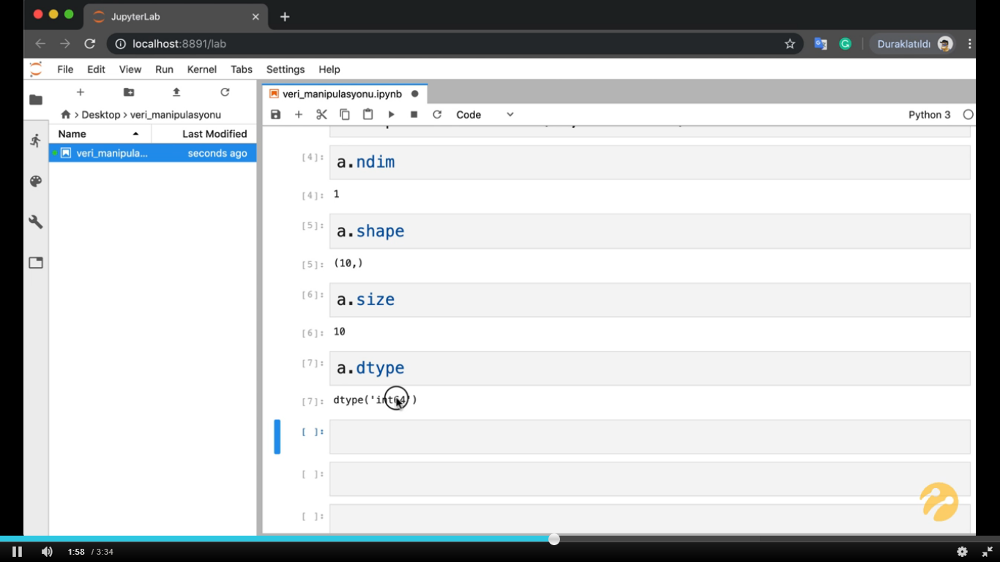 JupyterLab
localhost:8891/lab
Duraklatıldı
File Edit View Run Kernel Tabs Settings Help
veri_manipulasyonu.ipynb
Desktop > veri_manipulasyonu
Code
Python 3
Name Last Modified
veri_manipula... seconds ago
[4]: a.ndim
[4]: 1
[5]: a.shape
[5]: (10,)
[6]: a.size
[6]: 10
[7]: a.dtype
[7]: dtype('int64')
[ ]:
[ ]:
[ ]:
1:58 / 3:34